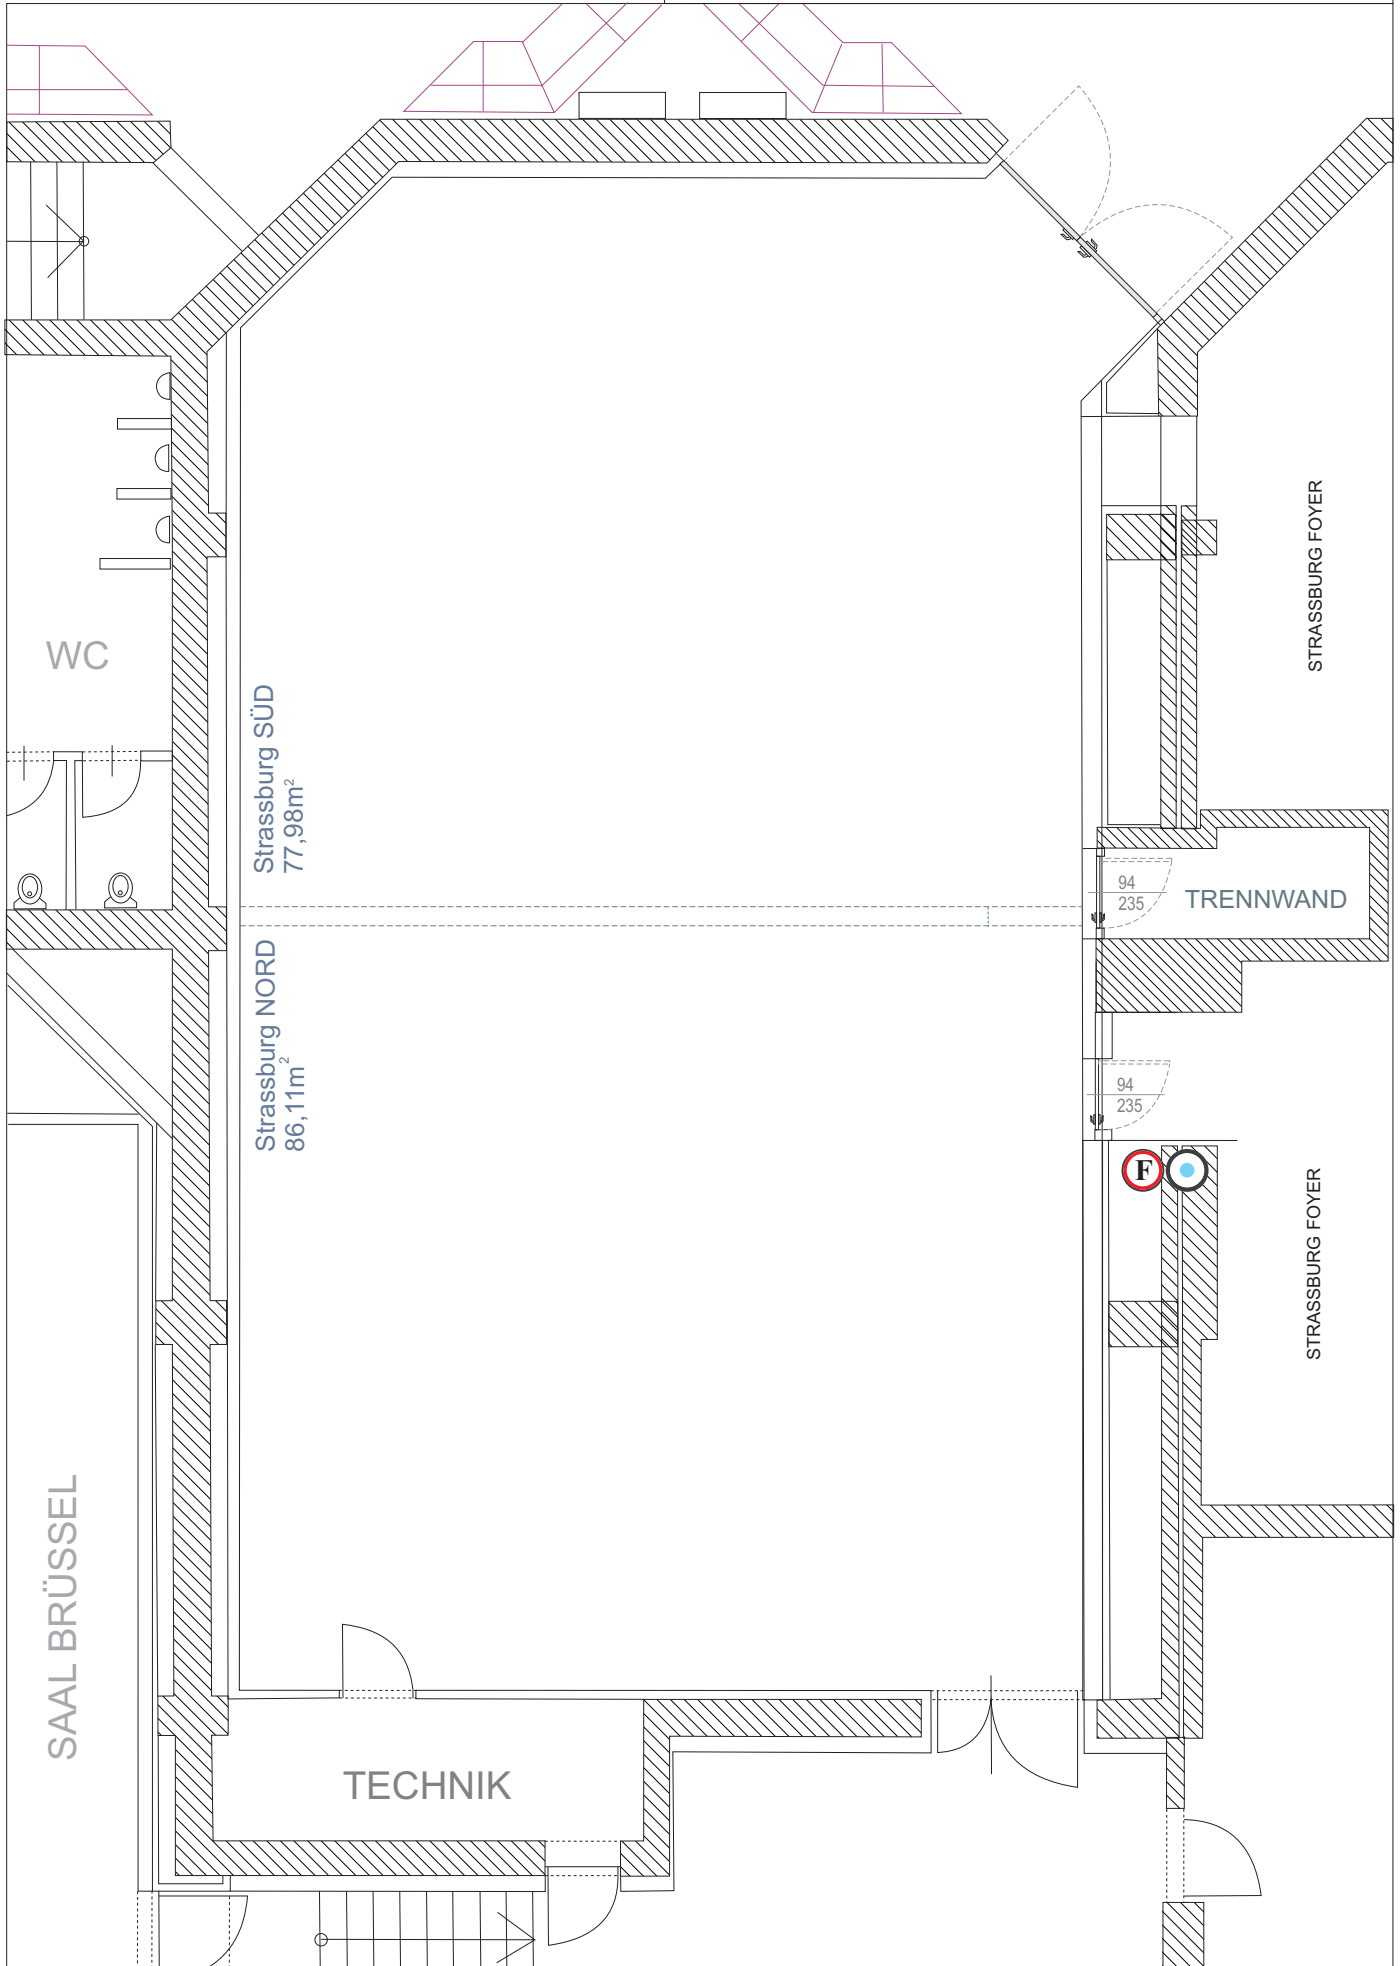 WC
STRASSBURG FOYER
Strassburg SÜD
77,98m²
94
235
TRENNWAND
Strassburg NORD
86,11m²
94
235
F
STRASSBURG FOYER
SAAL BRÜSSEL
TECHNIK